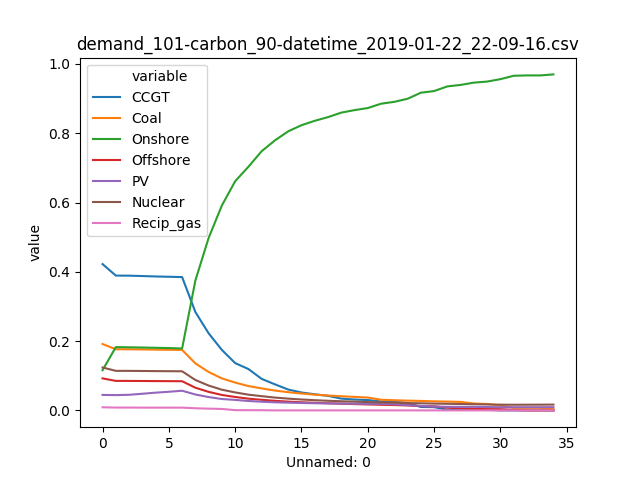 demand_101-carbon_90-datetime_2019-01-22_22-09-16.csv
variable
CCGT
Coal
Onshore
Offshore
PV
Nuclear
Recip_gas
value
1.0
0.8
0.6
0.4
0.2
0.0
0 5 10 15 20 25 30 35
Unnamed: 0